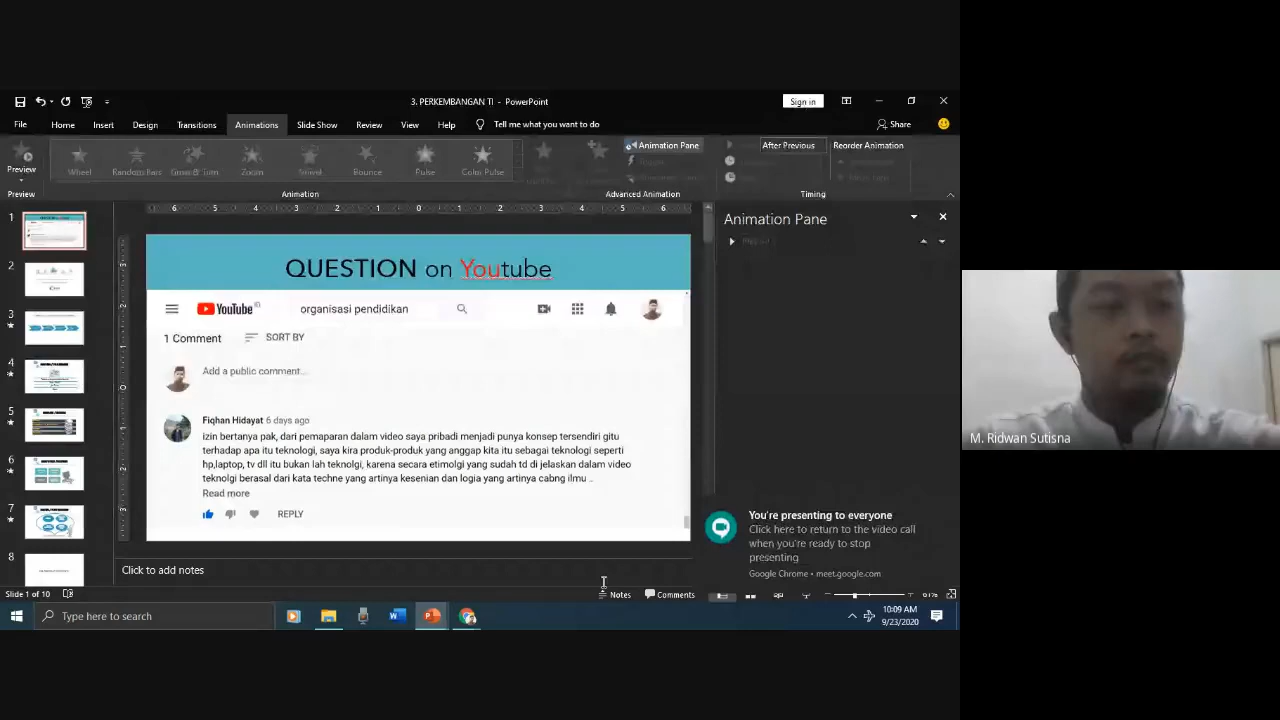 3. PERKEMBANGAN TI - PowerPoint
Sign in
File Home Insert Design Transitions Animations Slide Show Review View Help Tell me what you want to do Share
Preview
Wheel Random Bars Grow & Turn Zoom Swivel Bounce Pulse Color Pulse
Animation Pane
After Previous
Reorder Animation
Preview Animation Advanced Animation Timing
Animation Pane
1
2
3
4
5
6
7
8
QUESTION on Youtube
YouTube ID
organisasi pendidikan
1 Comment SORT BY
Add a public comment...
Fiqhan Hidayat 6 days ago
izin bertanya pak, dari pemaparan dalam video saya pribadi menjadi punya konsep tersendiri gitu
terhadap apa itu teknologi, saya kira produk-produk yang anggap kita itu sebagai teknologi seperti
hp,laptop, tv dll itu bukan lah teknolgi, karena secara etimolgi yang sudah td di jelaskan dalam video
teknolgi berasal dari kata techne yang artinya kesenian dan logia yang artinya cabng ilmu ..
Read more
REPLY
M. Ridwan Sutisna
You're presenting to everyone
Click here to return to the video call
when you're ready to stop
presenting
Google Chrome • meet.google.com
Click to add notes
Slide 1 of 10
Notes Comments
Type here to search
10:09 AM
9/23/2020